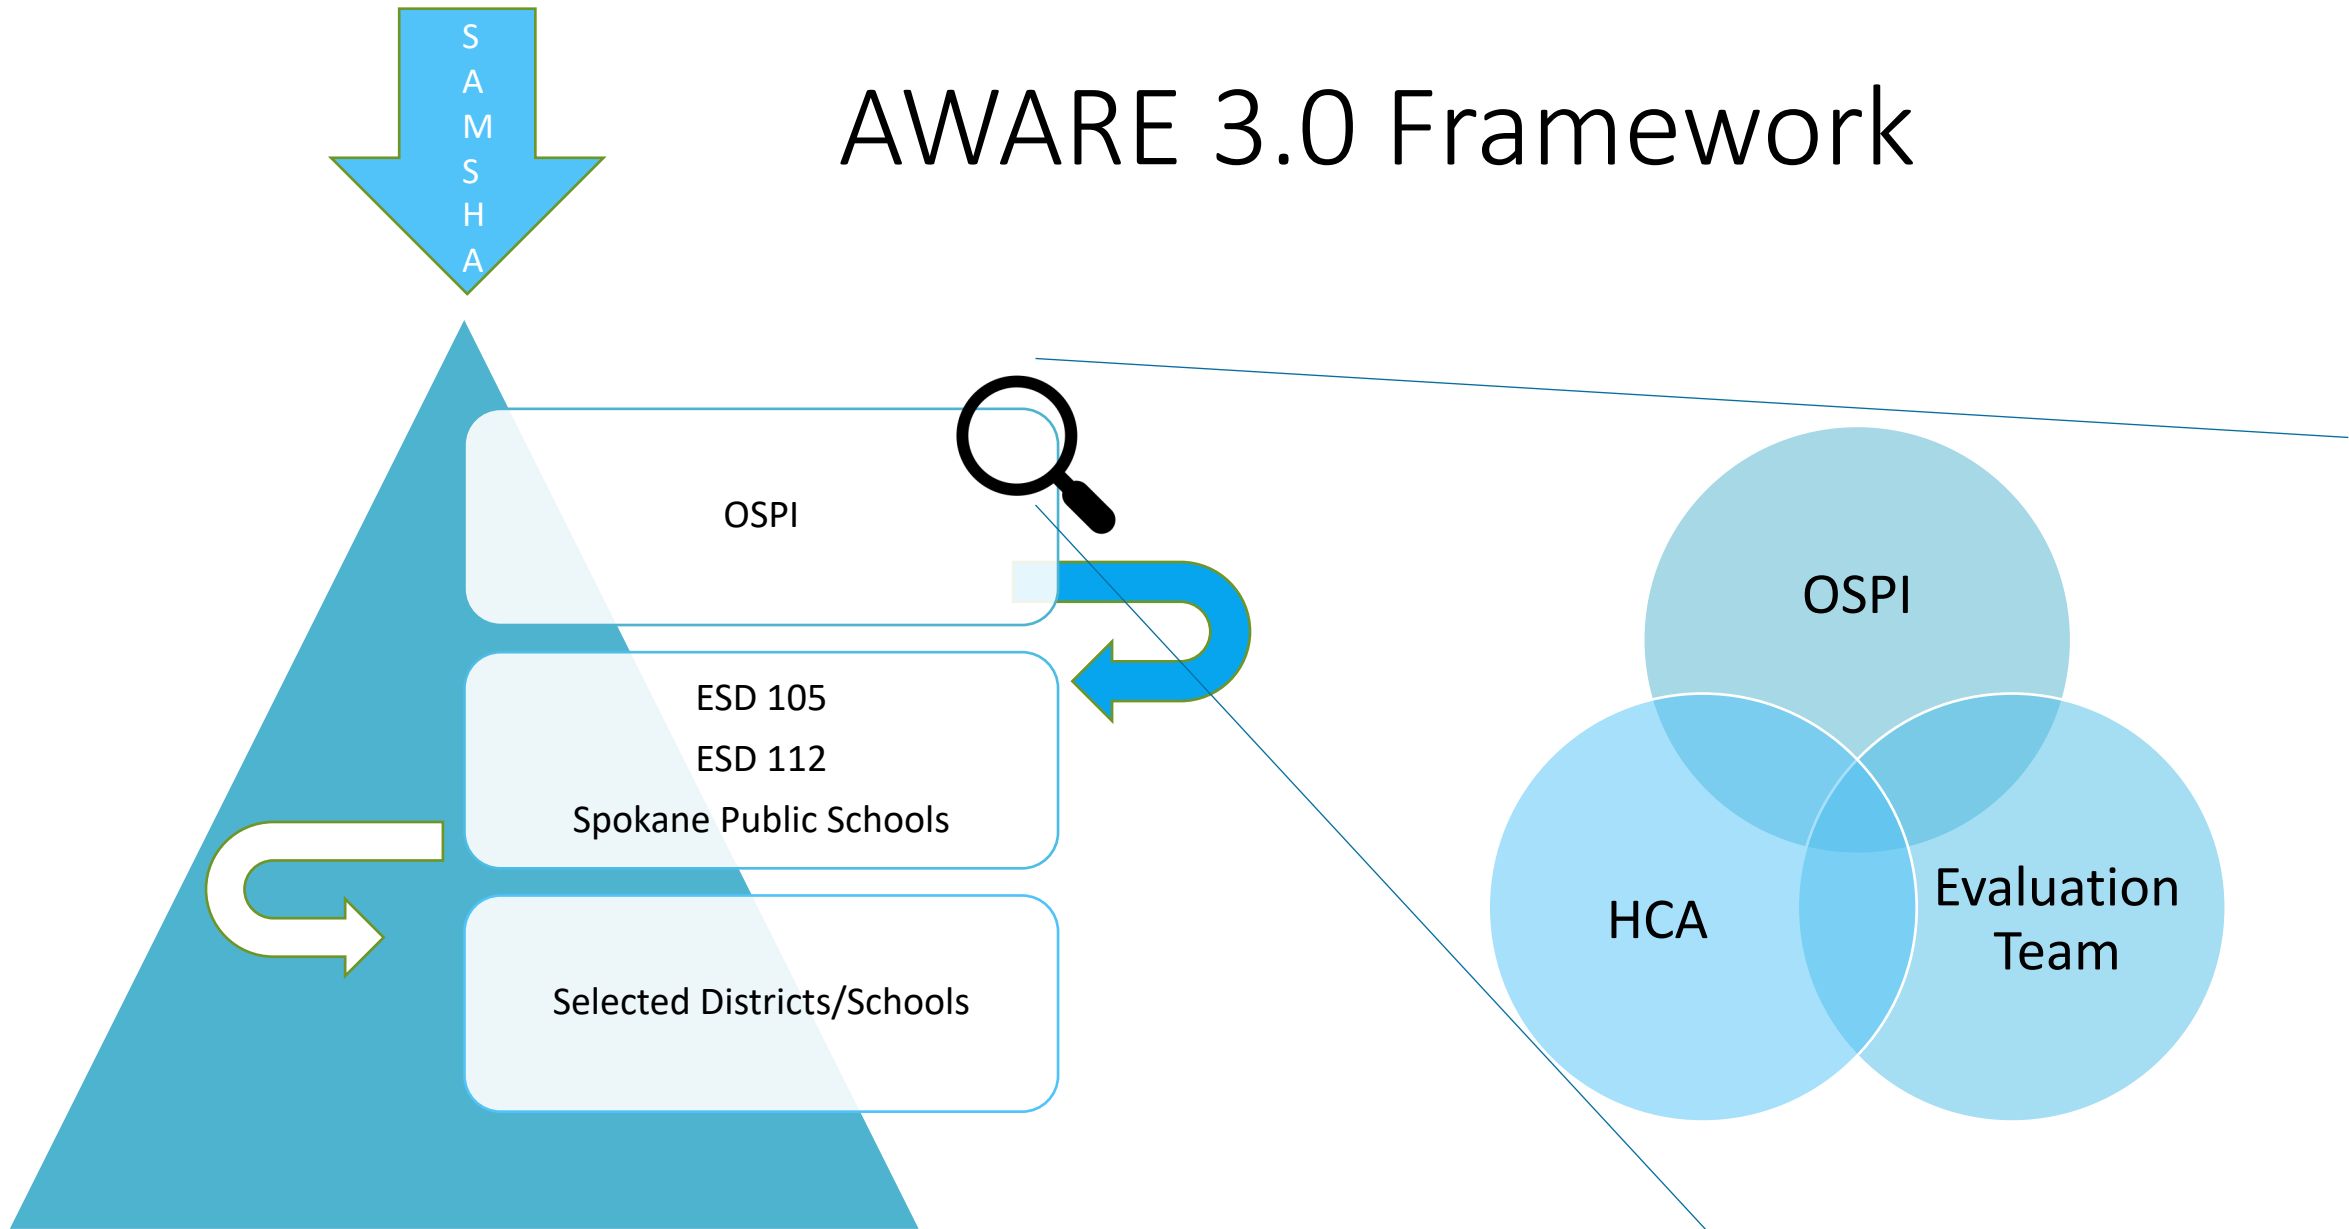 S
A
M
S
H
A
AWARE 3.0 Framework
OSPI
ESD 105
ESD 112
Spokane Public Schools
Selected Districts/Schools
OSPI
HCA
Evaluation
Team